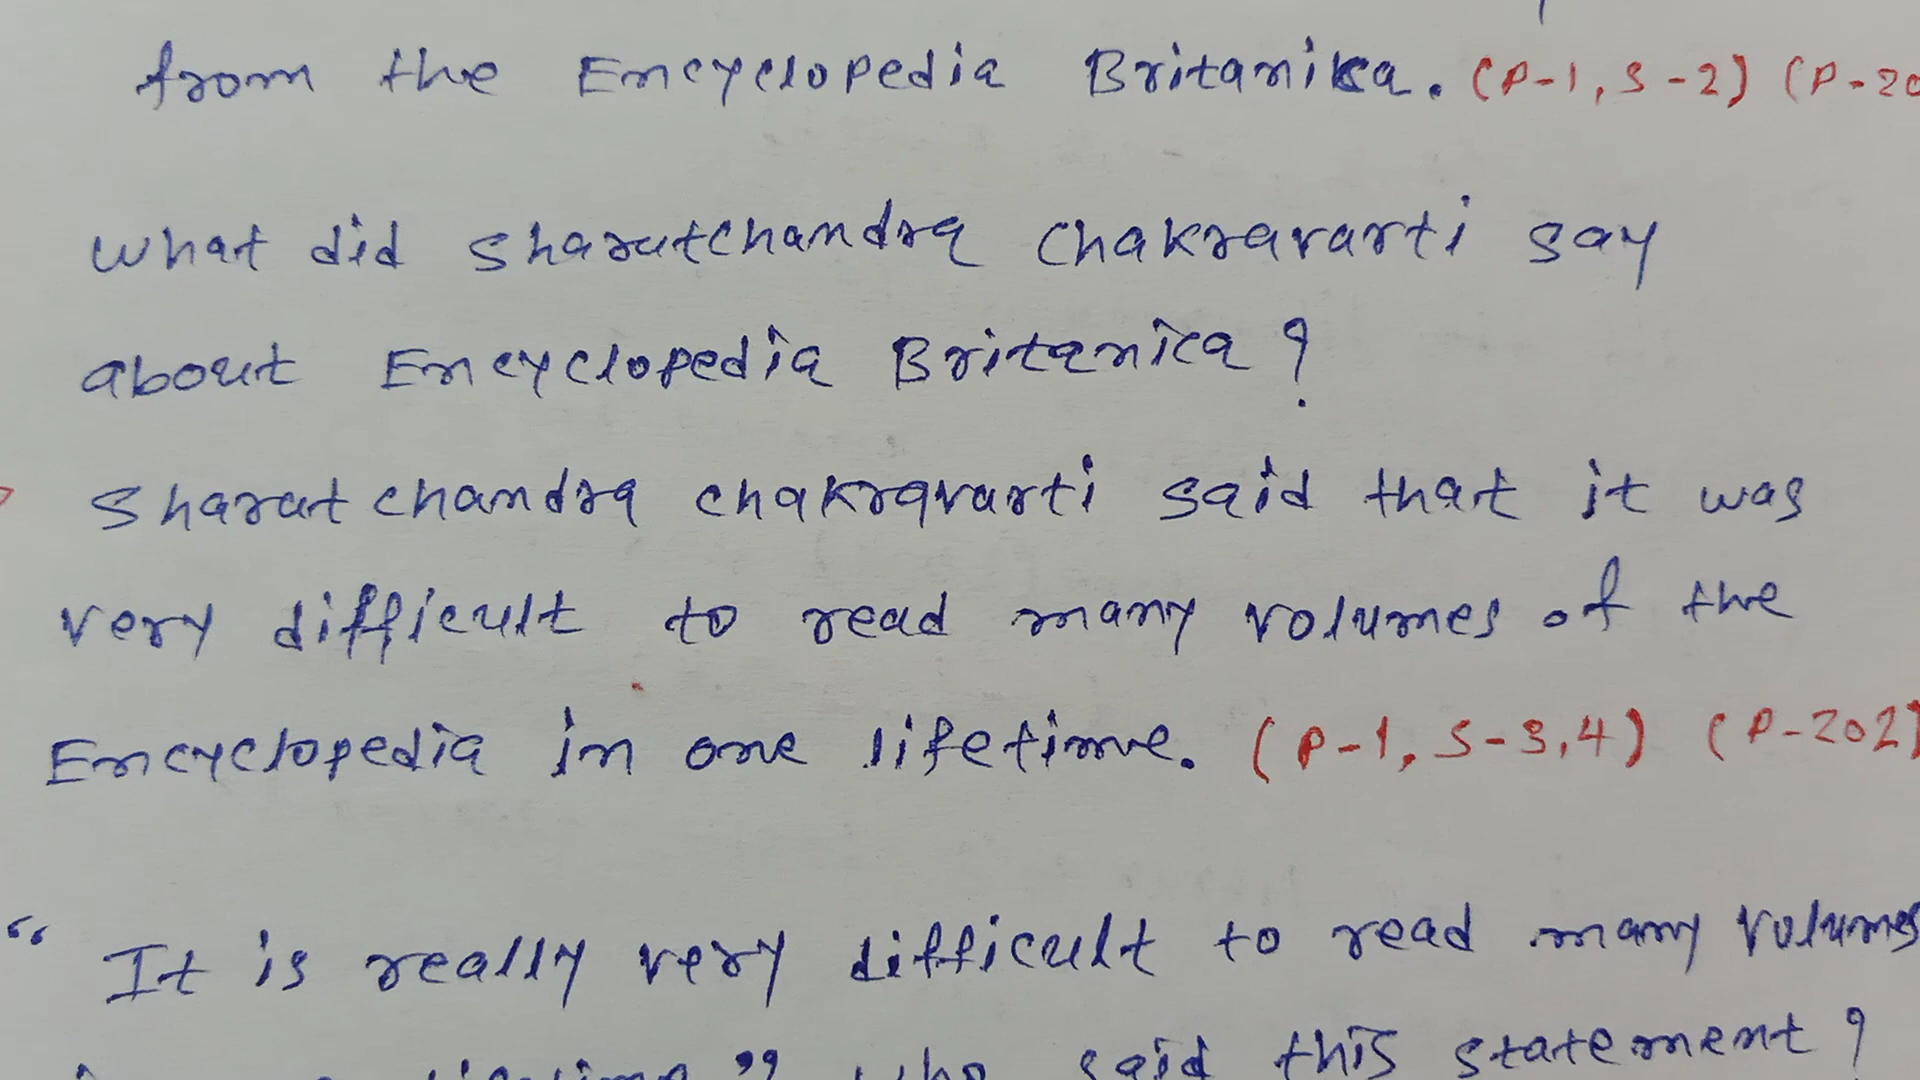 from the Encyclopedia Britanika. (P-1, S-2) (P-20
What did Sharatchandra Chakravarti say
about Encyclopedia Britanica?
Sharatchandra Chakravarti said that it was
very difficult to read many volumes of the
Encyclopedia in one lifetime. (P-1, S-3,4) (P-202)
“ It is really very difficult to read many volumes
lifetime” who said this statement?